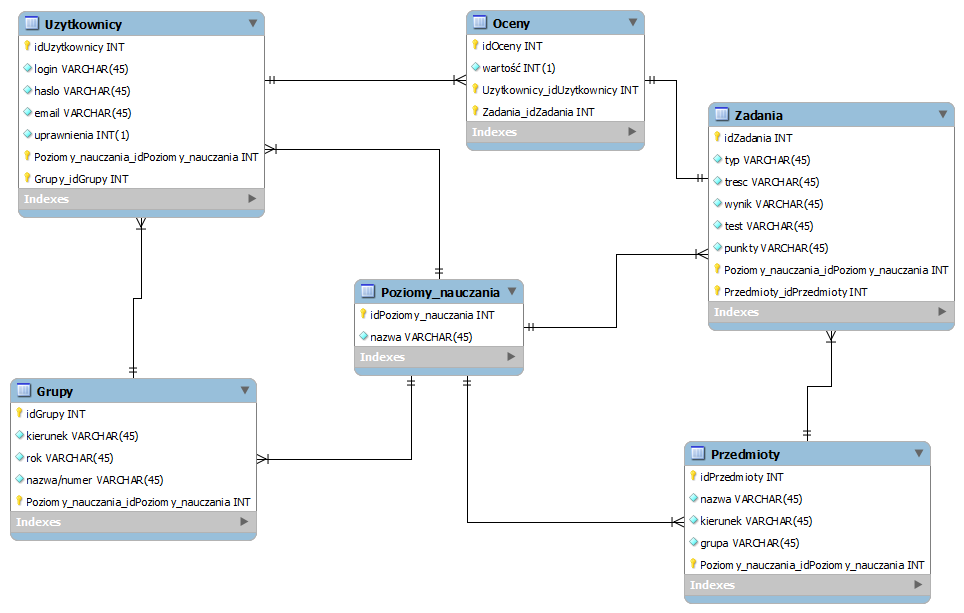 Uzytkownicy
idUzytkownicy INT
login VARCHAR(45)
haslo VARCHAR(45)
email VARCHAR(45)
uprawnienia INT(1)
Poziomy_nauczania_idPoziomy_nauczania INT
Grupy_idGrupy INT
Indexes
Oceny
idOceny INT
wartość INT(1)
Uzytkownicy_idUzytkownicy INT
Zadania_idZadania INT
Indexes
Zadania
idZadania INT
typ VARCHAR(45)
tresc VARCHAR(45)
wynik VARCHAR(45)
test VARCHAR(45)
punkty VARCHAR(45)
Poziomy_nauczania_idPoziomy_nauczania INT
Przedmioty_idPrzedmioty INT
Indexes
Poziomy_nauczania
idPoziomy_nauczania INT
nazwa VARCHAR(45)
Indexes
Grupy
idGrupy INT
kierunek VARCHAR(45)
rok VARCHAR(45)
nazwa/numer VARCHAR(45)
Poziomy_nauczania_idPoziomy_nauczania INT
Indexes
Przedmioty
idPrzedmioty INT
nazwa VARCHAR(45)
kierunek VARCHAR(45)
grupa VARCHAR(45)
Poziomy_nauczania_idPoziomy_nauczania INT
Indexes